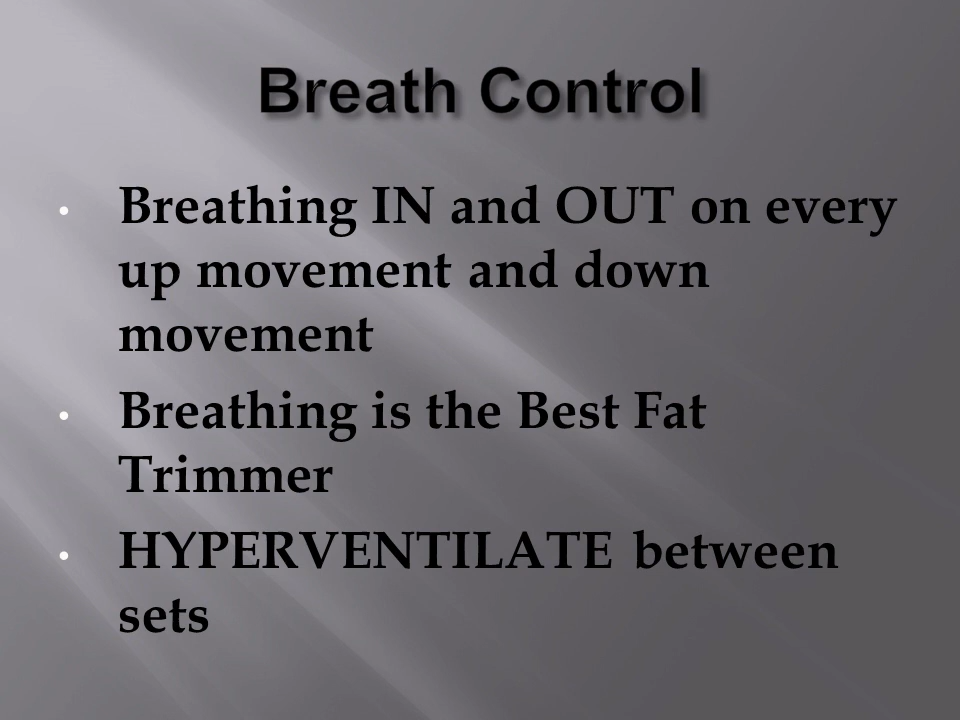 Breath Control
• Breathing IN and OUT on every
up movement and down
movement
• Breathing is the Best Fat
Trimmer
• HYPERVENTILATE between
sets